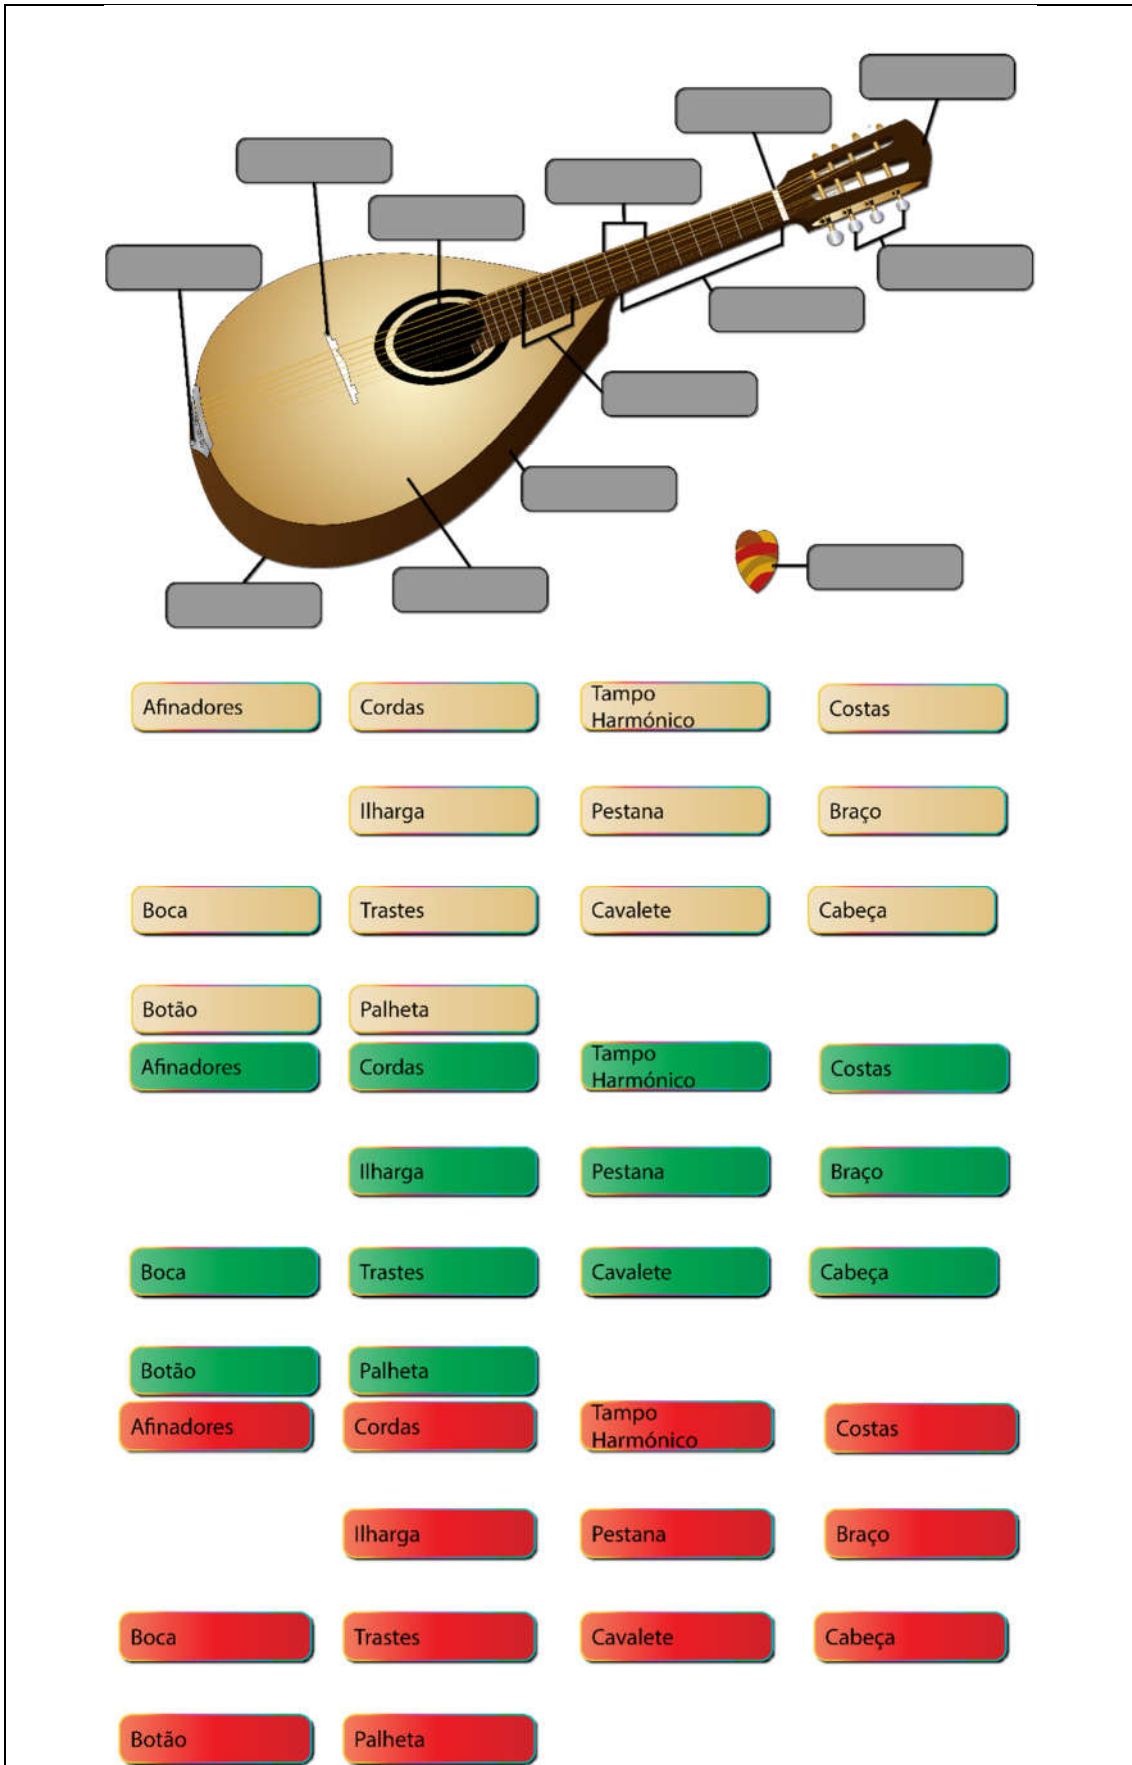 Afinadores
Cordas
Tampo
Harmónico
Costas
Ilharga
Pestana
Braço
Boca
Trastes
Cavalete
Cabeça
Botão
Palheta
Afinadores
Cordas
Tampo
Harmónico
Costas
Ilharga
Pestana
Braço
Boca
Trastes
Cavalete
Cabeça
Botão
Palheta
Afinadores
Cordas
Tampo
Harmónico
Costas
Ilharga
Pestana
Braço
Boca
Trastes
Cavalete
Cabeça
Botão
Palheta